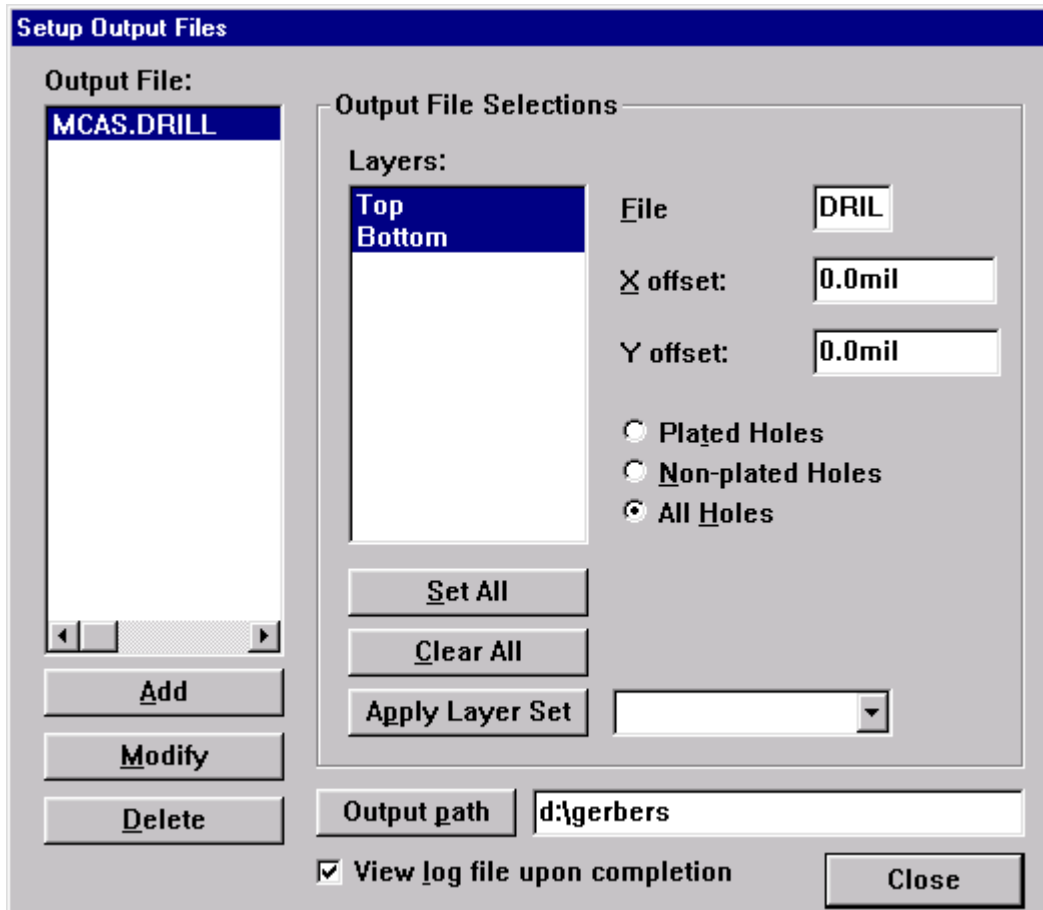 Setup Output Files
Output File:
MCAS.DRILL
Add
Modify
Delete
Output File Selections
Layers:
Top
Bottom
File
DRIL
X offset:
0.0mil
Y offset:
0.0mil
Plated Holes
Non-plated Holes
All Holes
Set All
Clear All
Apply Layer Set
Output path
d:\gerbers
View log file upon completion
Close